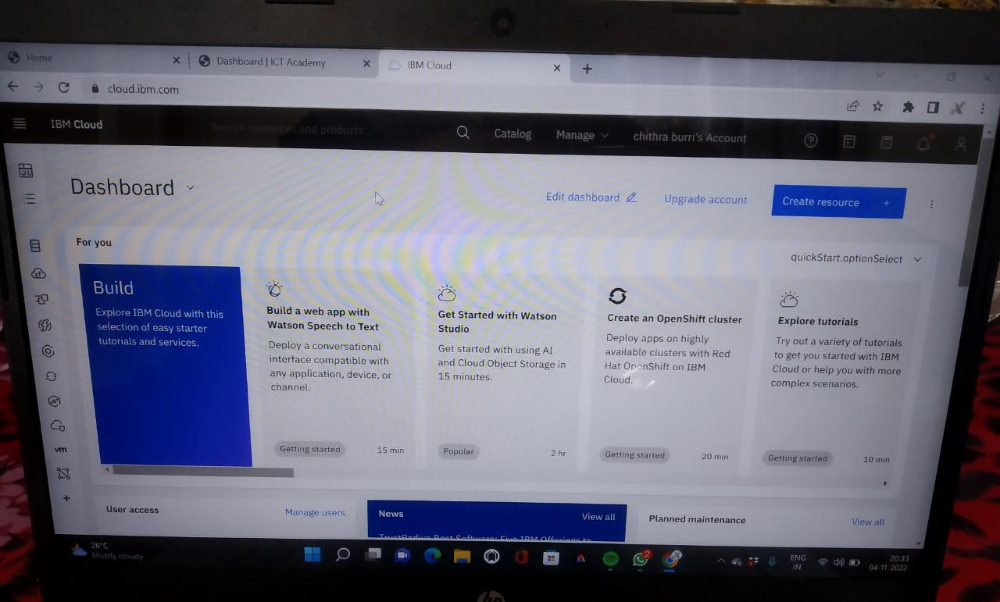 Home
Dashboard | ICT Academy
IBM Cloud
cloud.ibm.com
IBM Cloud
Search resources and products...
Catalog
Manage
chithra burri's Account
Dashboard
Edit dashboard
Upgrade account
Create resource +
For you
quickStart.optionSelect
Build
Explore IBM Cloud with this
selection of easy starter
tutorials and services.
Build a web app with
Watson Speech to Text
Deploy a conversational
interface compatible with
any application, device, or
channel.
Getting started
15 min
Get Started with Watson
Studio
Get started with using AI
and Cloud Object Storage in
15 minutes.
Popular
2 hr
Create an OpenShift cluster
Deploy apps on highly
available clusters with Red
Hat OpenShift on IBM
Cloud.
Getting started
20 min
Explore tutorials
Try out a variety of tutorials
to get you started with IBM
Cloud or help you with more
complex scenarios.
Getting started
10 min
vm
User access
Manage users
News
View all
TrustRadius Best Software: Five IBM Offerings to
Planned maintenance
View all
26°C
Mostly cloudy
2
ENG
IN
20:33
04-11-2022
hp